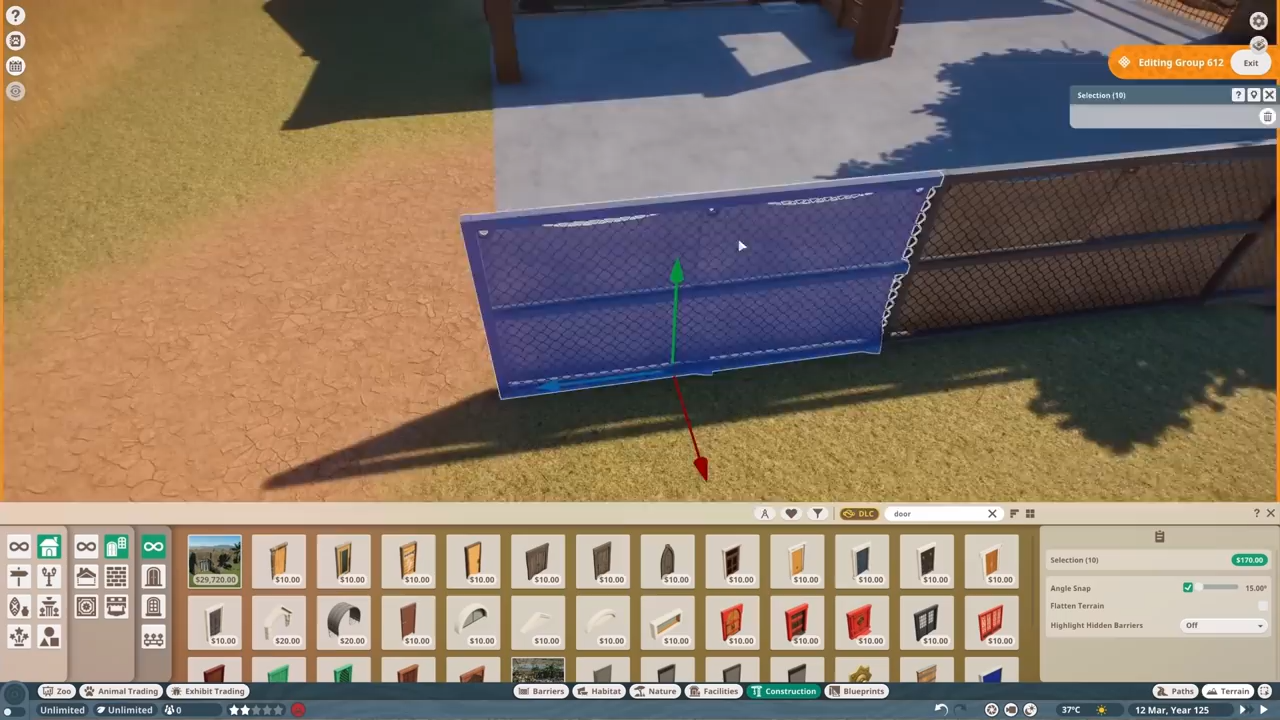 ?
Editing Group 612 Exit
Selection (10) ?
DLC door ?
$29,720.00 $10.00 $10.00 $10.00 $10.00 $10.00 $10.00 $10.00 $10.00 $10.00 $10.00 $10.00 $10.00
$10.00 $20.00 $20.00 $10.00 $10.00 $10.00 $10.00 $10.00 $10.00 $10.00 $10.00 $10.00 $10.00
Selection (10) $170.00
Angle Snap 15.00°
Flatten Terrain
Highlight Hidden Barriers Off
Zoo Animal Trading Exhibit Trading Barriers Habitat Nature Facilities Construction Blueprints Paths Terrain
Unlimited Unlimited 0 37°C 12 Mar, Year 125